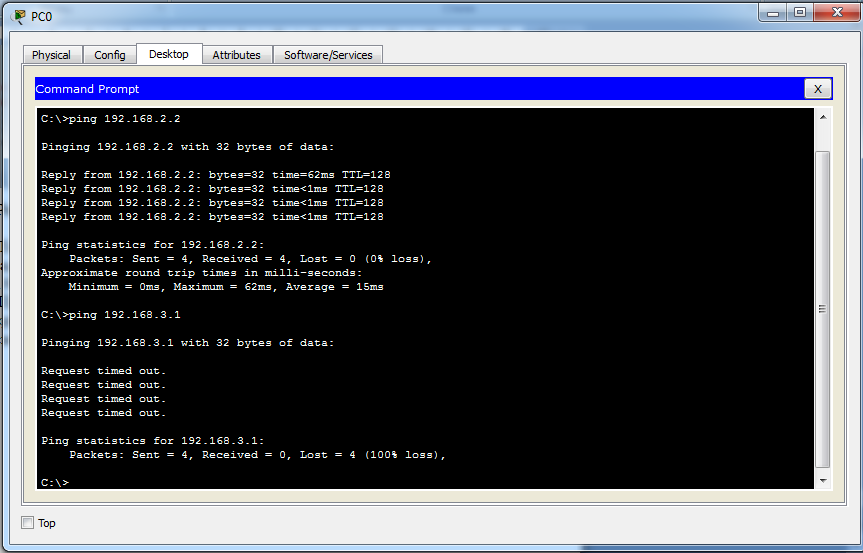 PC0
Physical Config Desktop Attributes Software/Services
Command Prompt X
C:\>ping 192.168.2.2
Pinging 192.168.2.2 with 32 bytes of data:
Reply from 192.168.2.2: bytes=32 time=62ms TTL=128
Reply from 192.168.2.2: bytes=32 time<1ms TTL=128
Reply from 192.168.2.2: bytes=32 time<1ms TTL=128
Reply from 192.168.2.2: bytes=32 time<1ms TTL=128
Ping statistics for 192.168.2.2:
Packets: Sent = 4, Received = 4, Lost = 0 (0% loss),
Approximate round trip times in milli-seconds:
Minimum = 0ms, Maximum = 62ms, Average = 15ms
C:\>ping 192.168.3.1
Pinging 192.168.3.1 with 32 bytes of data:
Request timed out.
Request timed out.
Request timed out.
Request timed out.
Ping statistics for 192.168.3.1:
Packets: Sent = 4, Received = 0, Lost = 4 (100% loss),
C:\>
Top